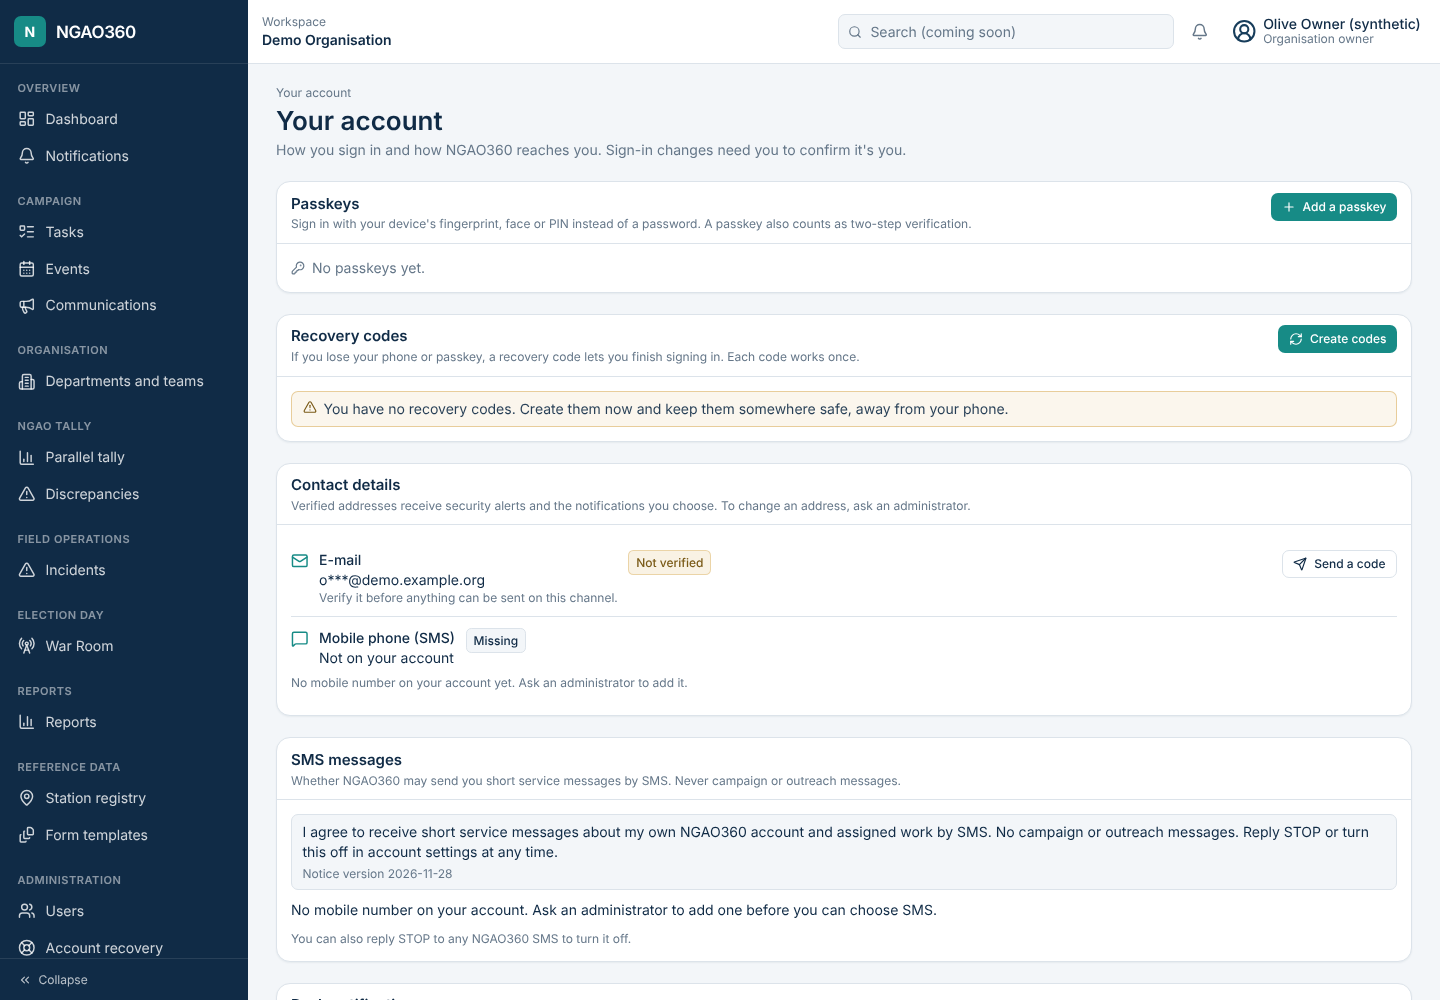 N NGAO360
OVERVIEW
Dashboard
Notifications
CAMPAIGN
Tasks
Events
Communications
ORGANISATION
Departments and teams
NGAO TALLY
Parallel tally
Discrepancies
FIELD OPERATIONS
Incidents
ELECTION DAY
War Room
REPORTS
Reports
REFERENCE DATA
Station registry
Form templates
ADMINISTRATION
Users
Account recovery
Collapse
Workspace
Demo Organisation
Search (coming soon)
Olive Owner (synthetic)
Organisation owner
Your account
Your account
How you sign in and how NGAO360 reaches you. Sign-in changes need you to confirm it's you.
Passkeys
Sign in with your device's fingerprint, face or PIN instead of a password. A passkey also counts as two-step verification.
Add a passkey
No passkeys yet.
Recovery codes
If you lose your phone or passkey, a recovery code lets you finish signing in. Each code works once.
Create codes
You have no recovery codes. Create them now and keep them somewhere safe, away from your phone.
Contact details
Verified addresses receive security alerts and the notifications you choose. To change an address, ask an administrator.
E-mail
o***@demo.example.org
Verify it before anything can be sent on this channel.
Not verified
Send a code
Mobile phone (SMS)
Not on your account
Missing
No mobile number on your account yet. Ask an administrator to add it.
SMS messages
Whether NGAO360 may send you short service messages by SMS. Never campaign or outreach messages.
I agree to receive short service messages about my own NGAO360 account and assigned work by SMS. No campaign or outreach messages. Reply STOP or turn
this off in account settings at any time.
Notice version 2026-11-28
No mobile number on your account. Ask an administrator to add one before you can choose SMS.
You can also reply STOP to any NGAO360 SMS to turn it off.